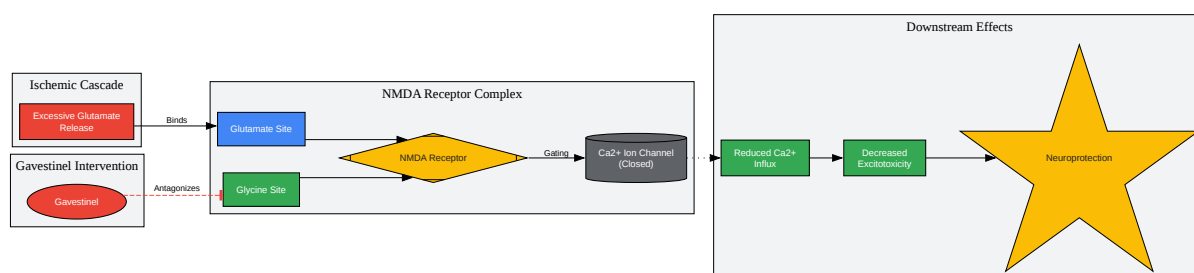 Ischemic Cascade
Excessive Glutamate
Release
Binds
Gavestinel Intervention
Gavestinel
Antagonizes
NMDA Receptor Complex
Glutamate Site
Glycine Site
NMDA Receptor
Gating
Ca2+ Ion Channel
(Closed)
Downstream Effects
Reduced Ca2+
Influx
Decreased
Excitotoxicity
Neuroprotection